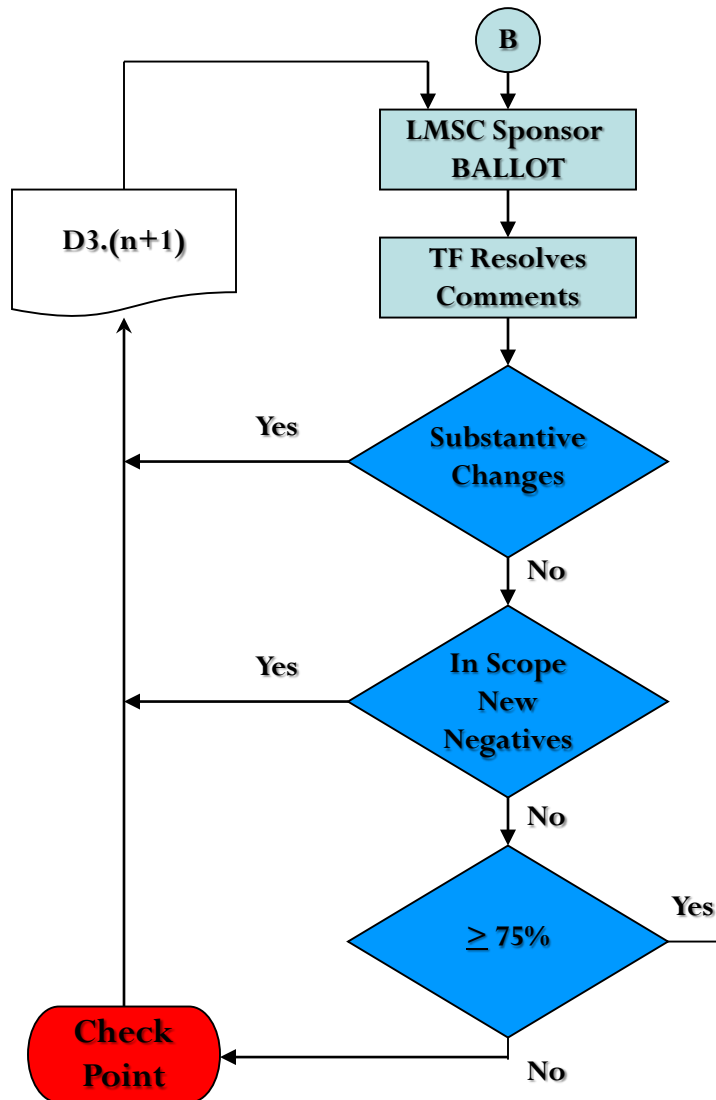 B
LMSC Sponsor
BALLOT
D3.(n+1)
TF Resolves
Comments
Yes
Substantive
Changes
No
Yes
In Scope
New
Negatives
No
≥ 75%
Yes
Check
Point
No